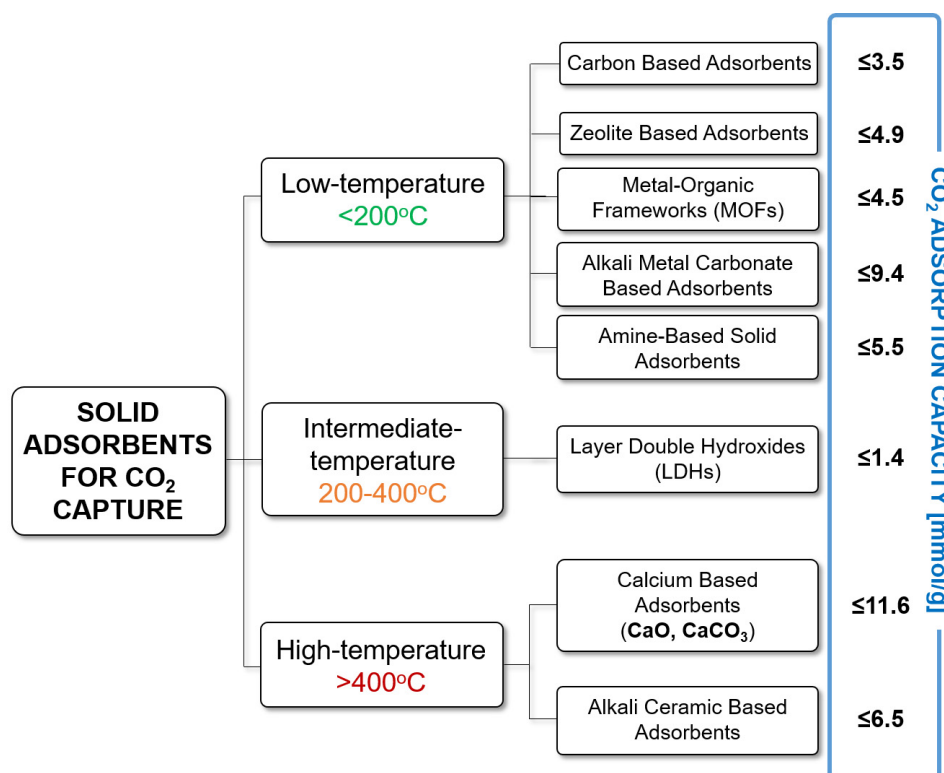 SOLID
ADSORBENTS
FOR CO₂
CAPTURE
Low-temperature
<200°C
Carbon Based Adsorbents
≤3.5
Zeolite Based Adsorbents
≤4.9
Metal-Organic
Frameworks (MOFs)
≤4.5
Alkali Metal Carbonate
Based Adsorbents
≤9.4
Amine-Based Solid
Adsorbents
≤5.5
Intermediate-
temperature
200-400°C
Layer Double Hydroxides
(LDHs)
≤1.4
High-temperature
>400°C
Calcium Based
Adsorbents
(CaO, CaCO₃)
≤11.6
Alkali Ceramic Based
Adsorbents
≤6.5
CO₂ ADSORPTION CAPACITY [mmol/g]